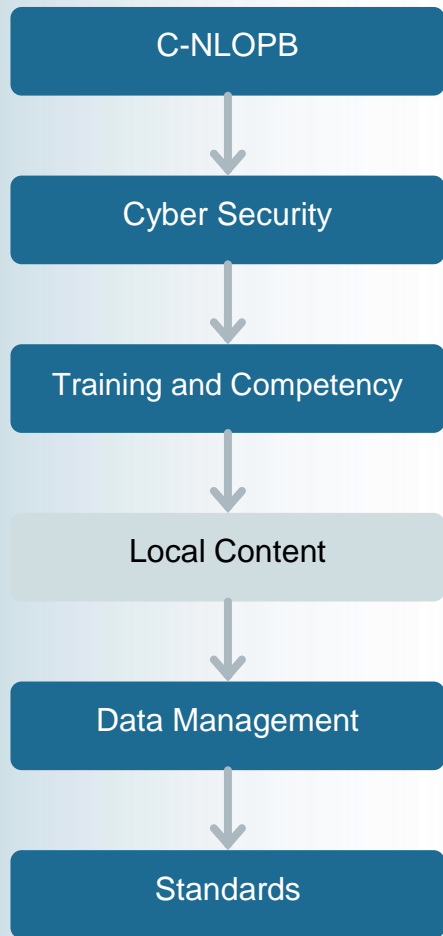 C-NLOPB
Cyber Security
Training and Competency
Local Content
Data Management
Standards